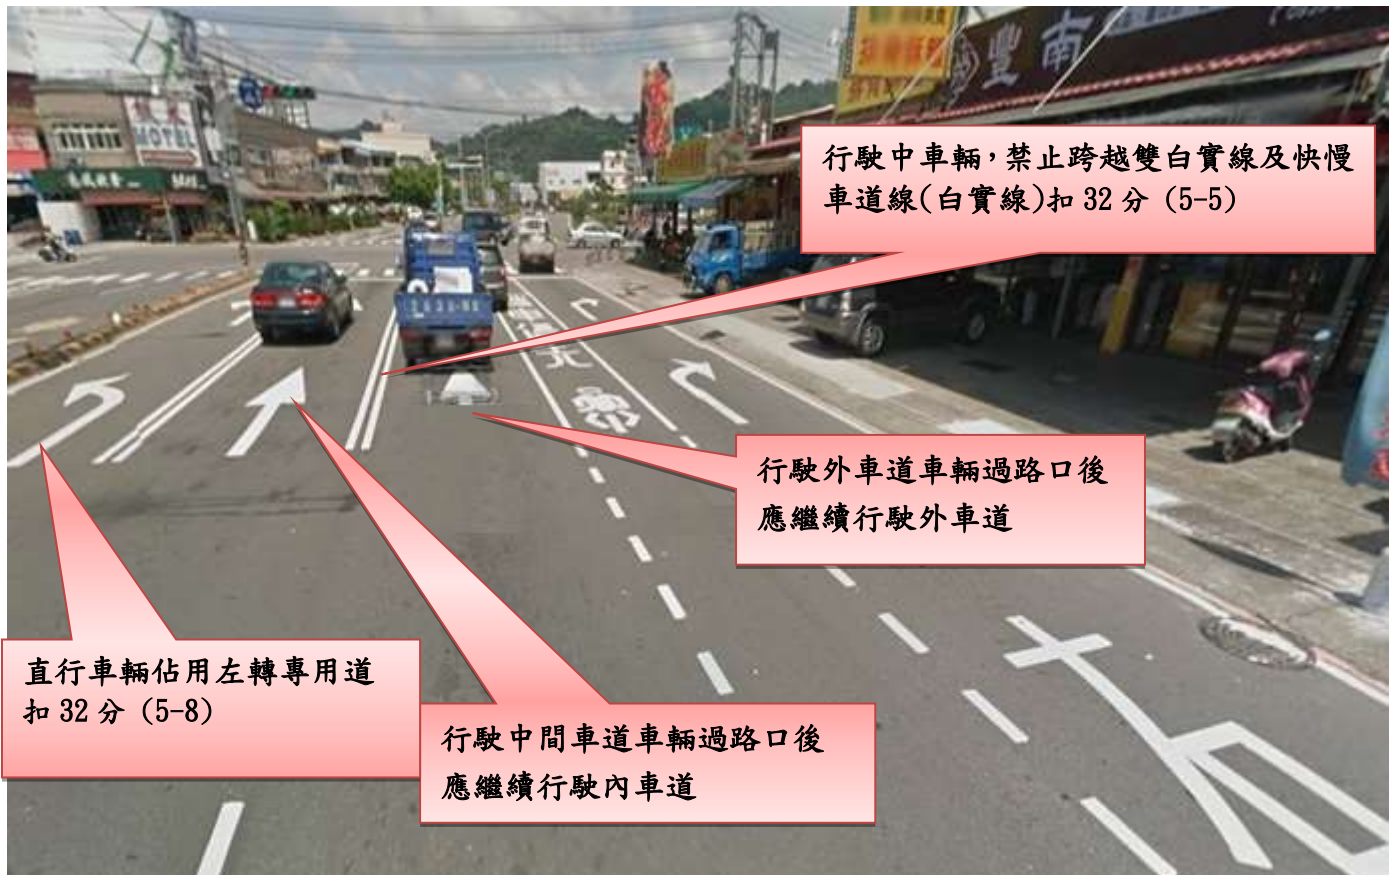 MOTEL
豐南
行駛中車輛，禁止跨越雙白實線及快慢
車道線(白實線)扣 32 分 (5-5)
行駛外車道車輛過路口後
應繼續行駛外車道
直行車輛佔用左轉專用道
扣 32 分 (5-8)
行駛中間車道車輛過路口後
應繼續行駛內車道